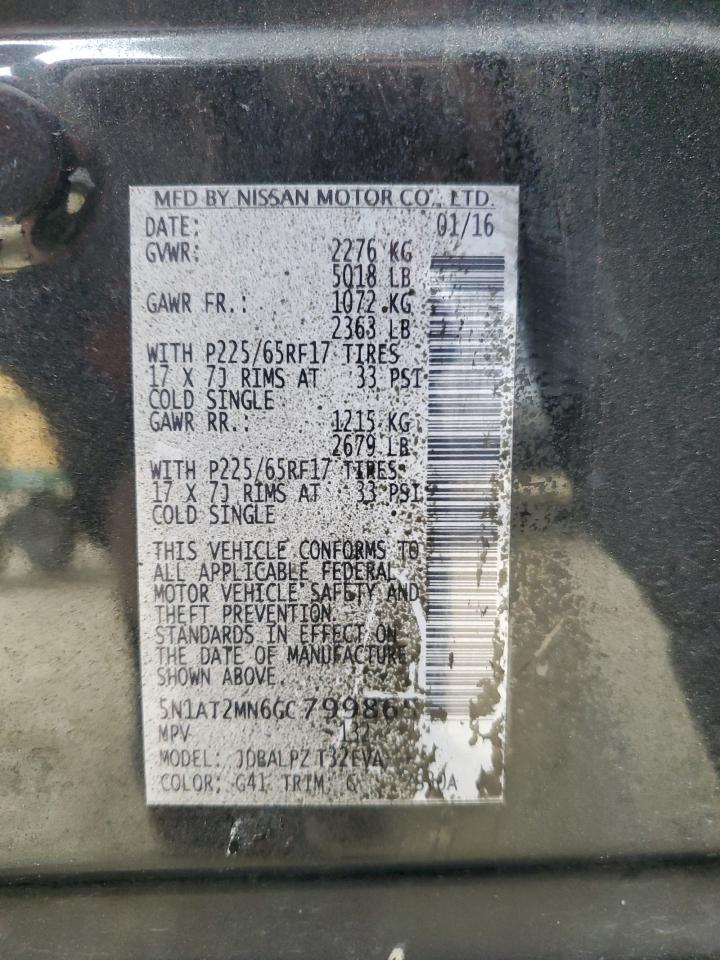 MFD BY NISSAN MOTOR CO., LTD.
DATE: 01/16
GVWR: 2276 KG
5018 LB
GAWR FR.: 1072 KG
2363 LB
WITH P225/65RF17 TIRES
17 X 7J RIMS AT 33 PSI
COLD SINGLE
GAWR RR.: 1215 KG
2679 LB
WITH P225/65RF17 TIRES
17 X 7J RIMS AT 33 PSI
COLD SINGLE
THIS VEHICLE CONFORMS TO
ALL APPLICABLE FEDERAL
MOTOR VEHICLE SAFETY AND
THEFT PREVENTION
STANDARDS IN EFFECT ON
THE DATE OF MANUFACTURE
SHOWN ABOVE.
MPV 132
MODEL: JDBALPZ T32EVA
COLOR: G41 TRIM G